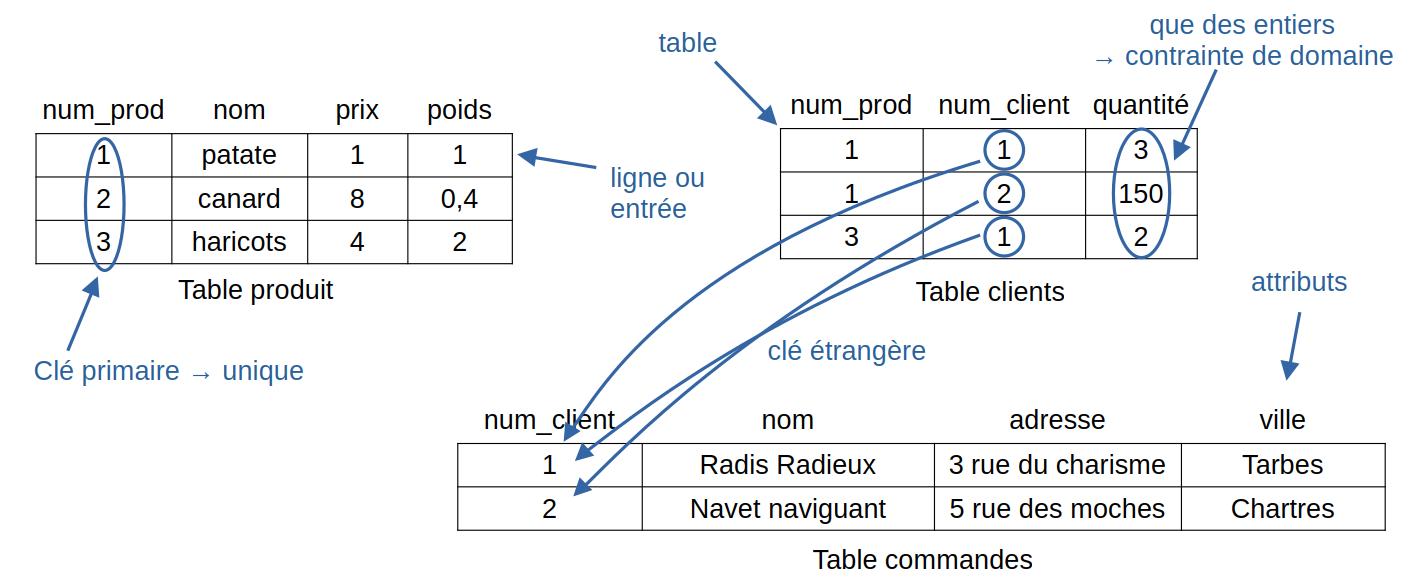 que des entiers
→ contrainte de domaine
table
num_prod nom prix poids
1 patate 1 1
2 canard 8 0,4
3 haricots 4 2
Table produit
ligne ou
entrée
Clé primaire → unique
num_prod num_client quantité
1 1 3
1 2 150
3 1 2
Table clients
attributs
clé étrangère
num_client nom adresse ville
1 Radis Radieux 3 rue du charisme Tarbes
2 Navet naviguant 5 rue des moches Chartres
Table commandes